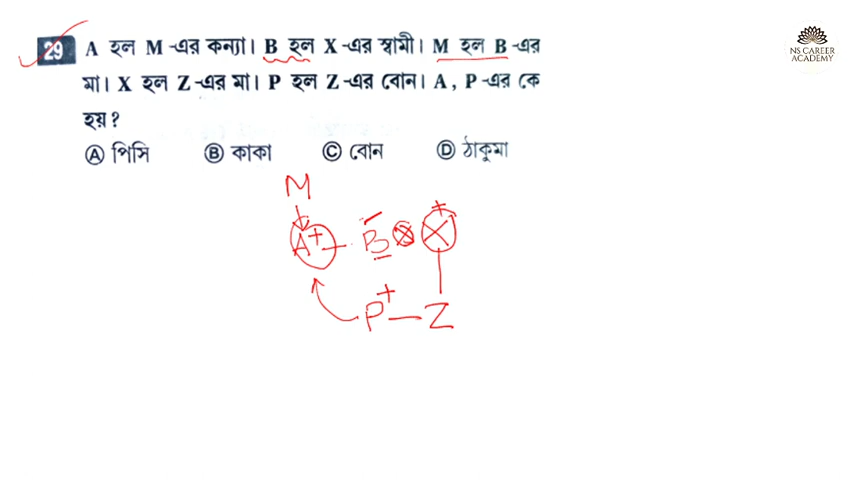 NS CAREER
ACADEMY
29 A হল M-এর কন্যা। B হল X-এর স্বামী। M হল B-এর
মা। X হল Z-এর মা। P হল Z-এর বোন। A, P-এর কে
হয়?
Ⓐ পিসি Ⓑ কাকা Ⓒ বোন Ⓓ ঠাকুমা
M
A+ – B X +
P+ – Z